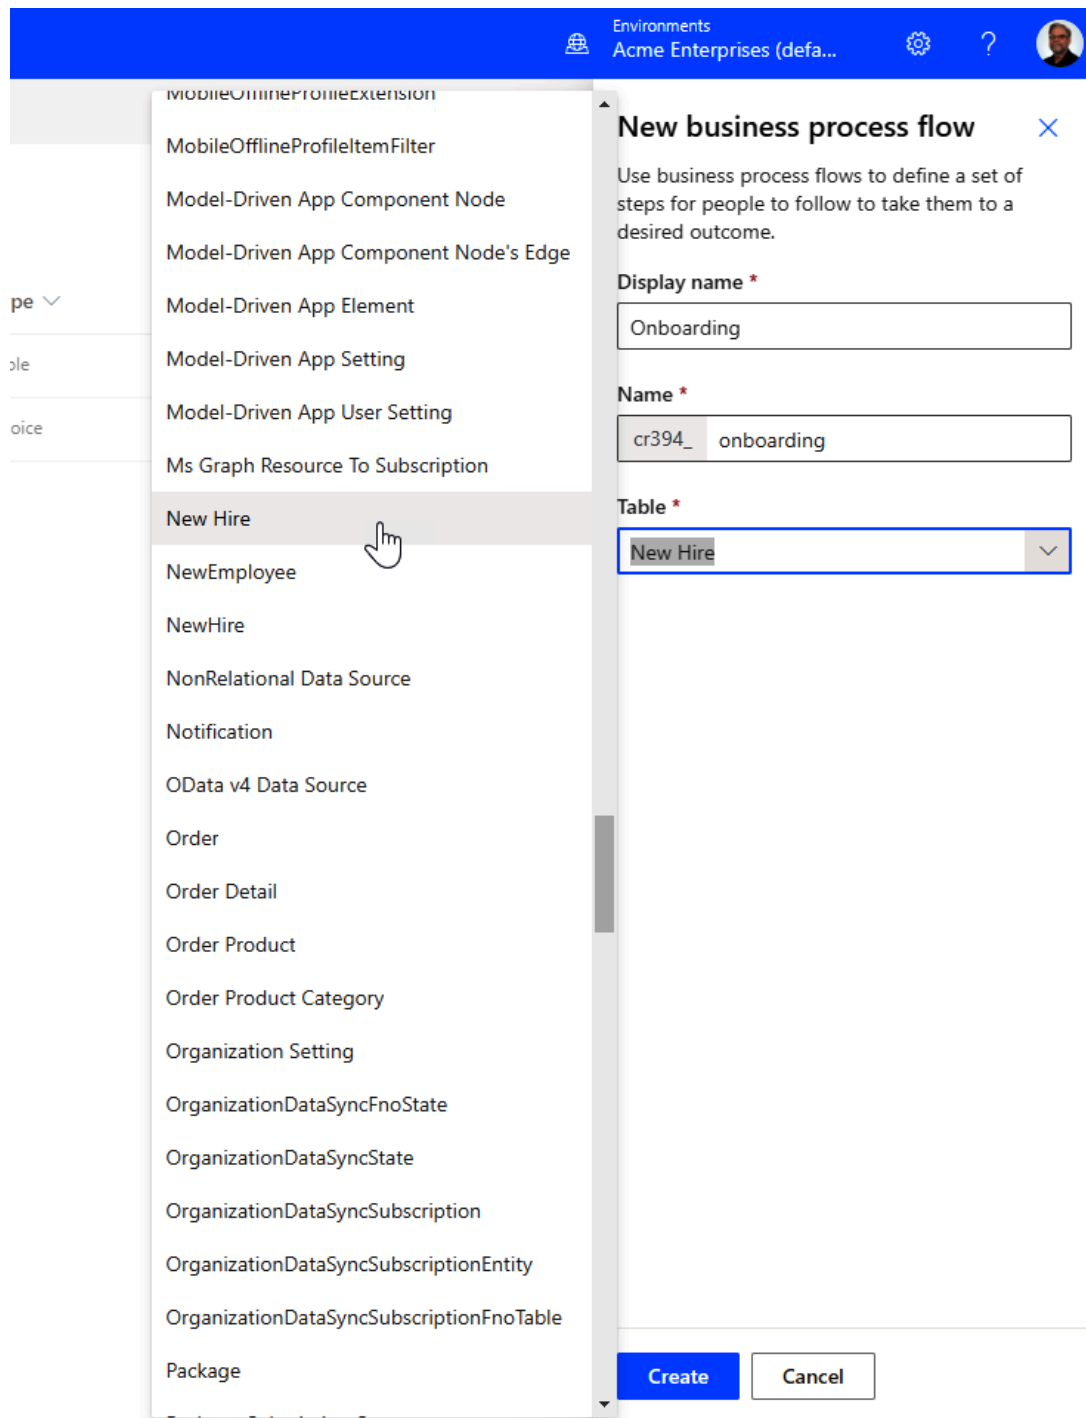 Environments
Acme Enterprises (defa...
MobileOfflineProfileExtension
MobileOfflineProfileItemFilter
Model-Driven App Component Node
Model-Driven App Component Node's Edge
Model-Driven App Element
Model-Driven App Setting
Model-Driven App User Setting
Ms Graph Resource To Subscription
New Hire
NewEmployee
NewHire
NonRelational Data Source
Notification
OData v4 Data Source
Order
Order Detail
Order Product
Order Product Category
Organization Setting
OrganizationDataSyncFnoState
OrganizationDataSyncState
OrganizationDataSyncSubscription
OrganizationDataSyncSubscriptionEntity
OrganizationDataSyncSubscriptionFnoTable
Package
pe
ole
oice
New business process flow
Use business process flows to define a set of
steps for people to follow to take them to a
desired outcome.
Display name *
Onboarding
Name *
cr394_ onboarding
Table *
New Hire
Create Cancel